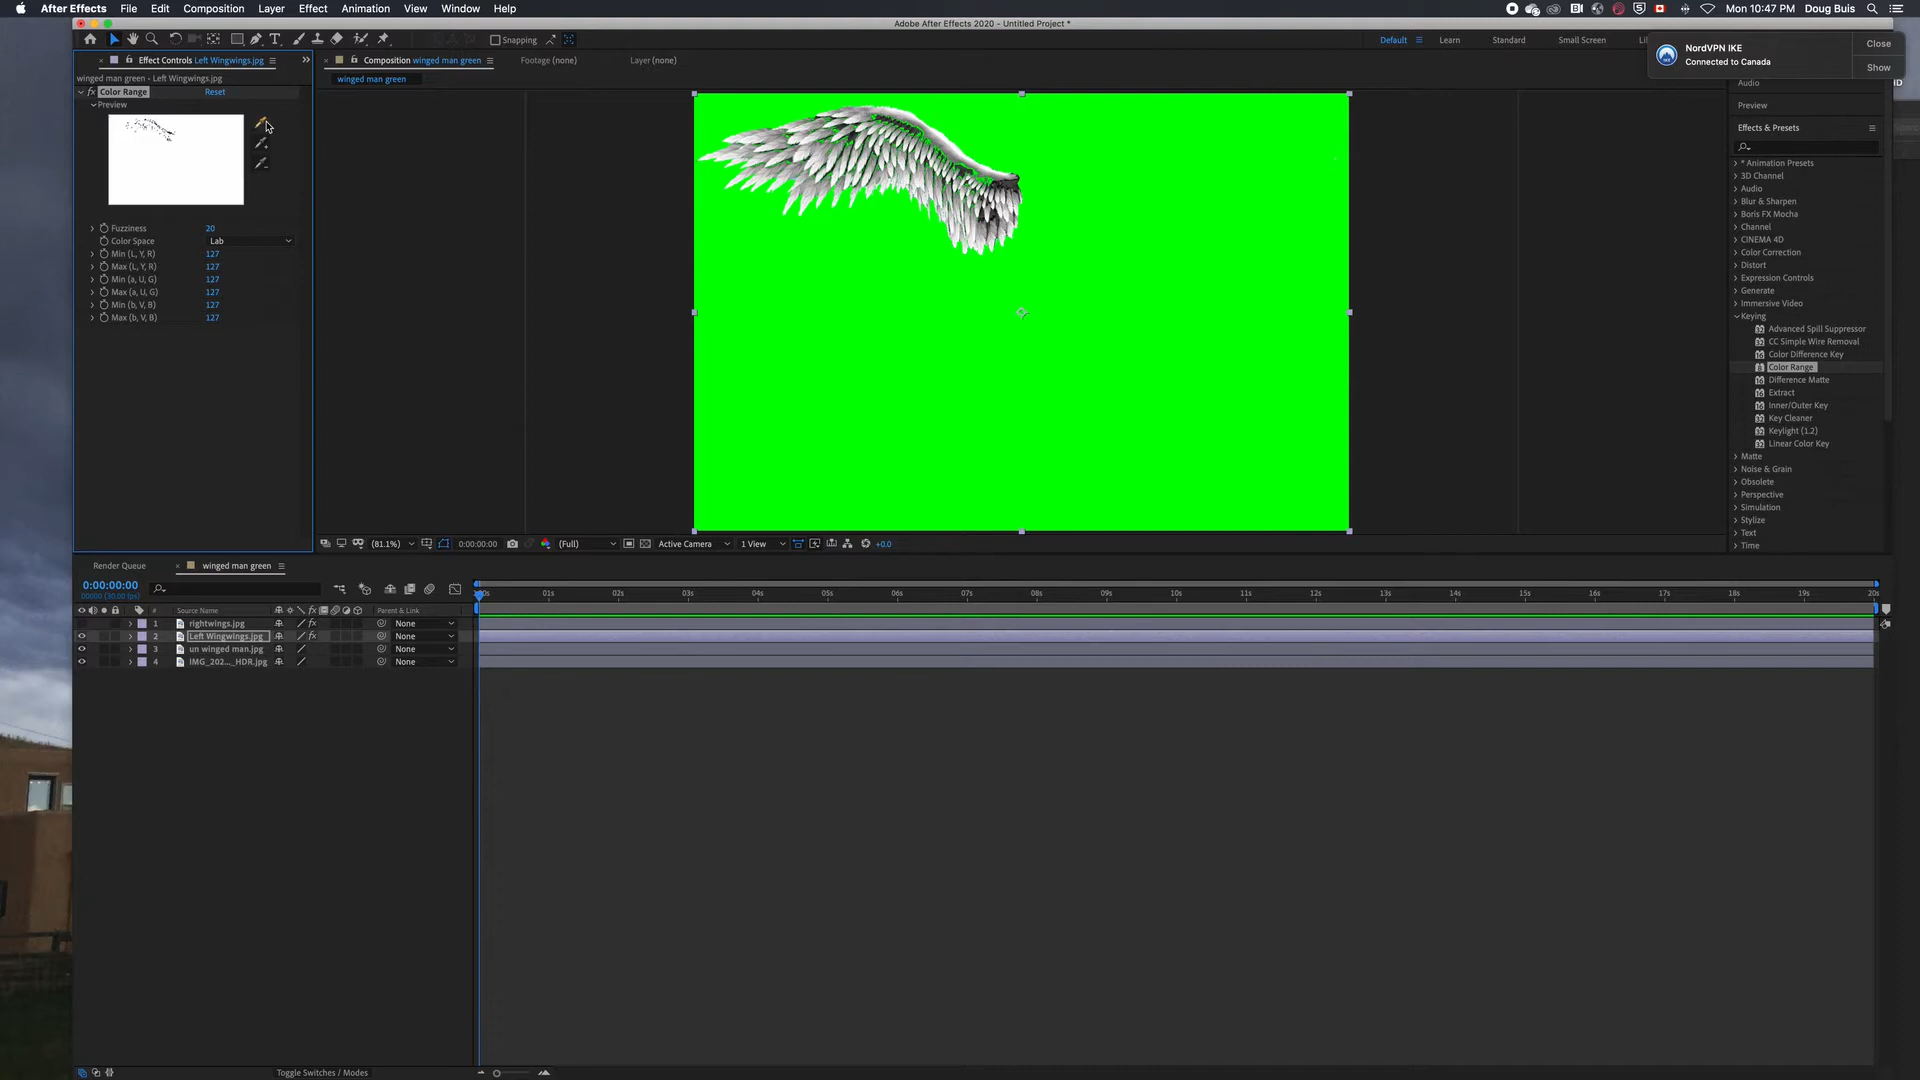 After Effects File Edit Composition Layer Effect Animation View Window Help Mon 10:47 PM Doug Buis
Adobe After Effects 2020 - Untitled Project *
Snapping Default Learn Standard Small Screen
NordVPN IKE
Connected to Canada
Close
Show
Effect Controls Left Wingwings.jpg
Composition winged man green
Footage (none)
Layer (none)
winged man green • Left Wingwings.jpg
winged man green
fx Color Range Reset
Preview
Fuzziness 20
Color Space Lab
Min (L, Y, R) 127
Max (L, Y, R) 127
Min (a, U, G) 127
Max (a, U, G) 127
Min (b, V, B) 127
Max (b, V, B) 127
(81.1%) 0:00:00:00 (Full) Active Camera 1 View +0.0
Audio
Preview
Effects & Presets
* Animation Presets
3D Channel
Audio
Blur & Sharpen
Boris FX Mocha
Channel
CINEMA 4D
Color Correction
Distort
Expression Controls
Generate
Immersive Video
Keying
Advanced Spill Suppressor
CC Simple Wire Removal
Color Difference Key
Color Range
Difference Matte
Extract
Inner/Outer Key
Key Cleaner
Keylight (1.2)
Linear Color Key
Matte
Noise & Grain
Obsolete
Perspective
Simulation
Stylize
Text
Time
Render Queue
winged man green
0:00:00:00
00000 (30.00 fps)
01s 02s 03s 04s 05s 06s 07s 08s 09s 10s 11s 12s 13s 14s 15s 16s 17s 18s 19s 20s
# Source Name fx Parent & Link
1 rightwings.jpg fx None
2 Left Wingwings.jpg fx None
3 un winged man.jpg None
4 IMG_202..._HDR.jpg None
Toggle Switches / Modes